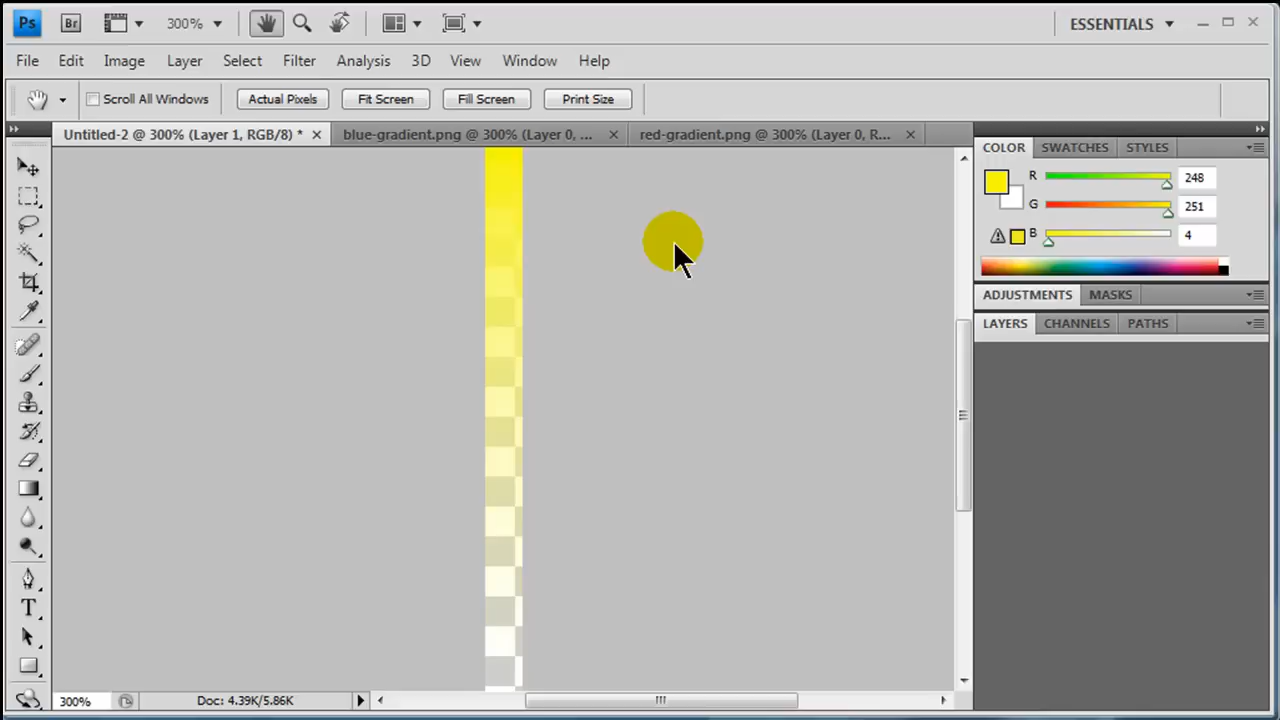 Ps Br 300% ESSENTIALS
File Edit Image Layer Select Filter Analysis 3D View Window Help
Scroll All Windows Actual Pixels Fit Screen Fill Screen Print Size
Untitled-2 @ 300% (Layer 1, RGB/8) * blue-gradient.png @ 300% (Layer 0, ... red-gradient.png @ 300% (Layer 0, R...
COLOR SWATCHES STYLES
R 248
G 251
B 4
ADJUSTMENTS MASKS
LAYERS CHANNELS PATHS
T
300% Doc: 4.39K/5.86K